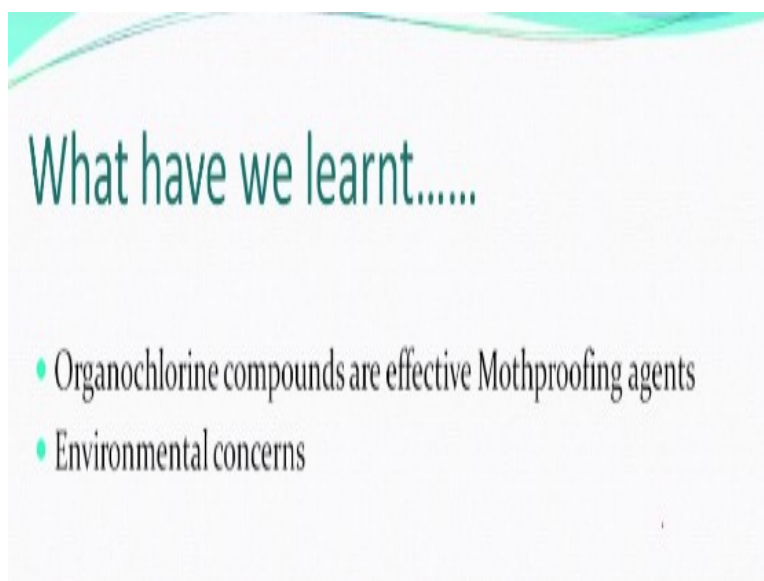 What have we learnt......
• Organochlorine compounds are effective Mothproofing agents
• Environmental concerns